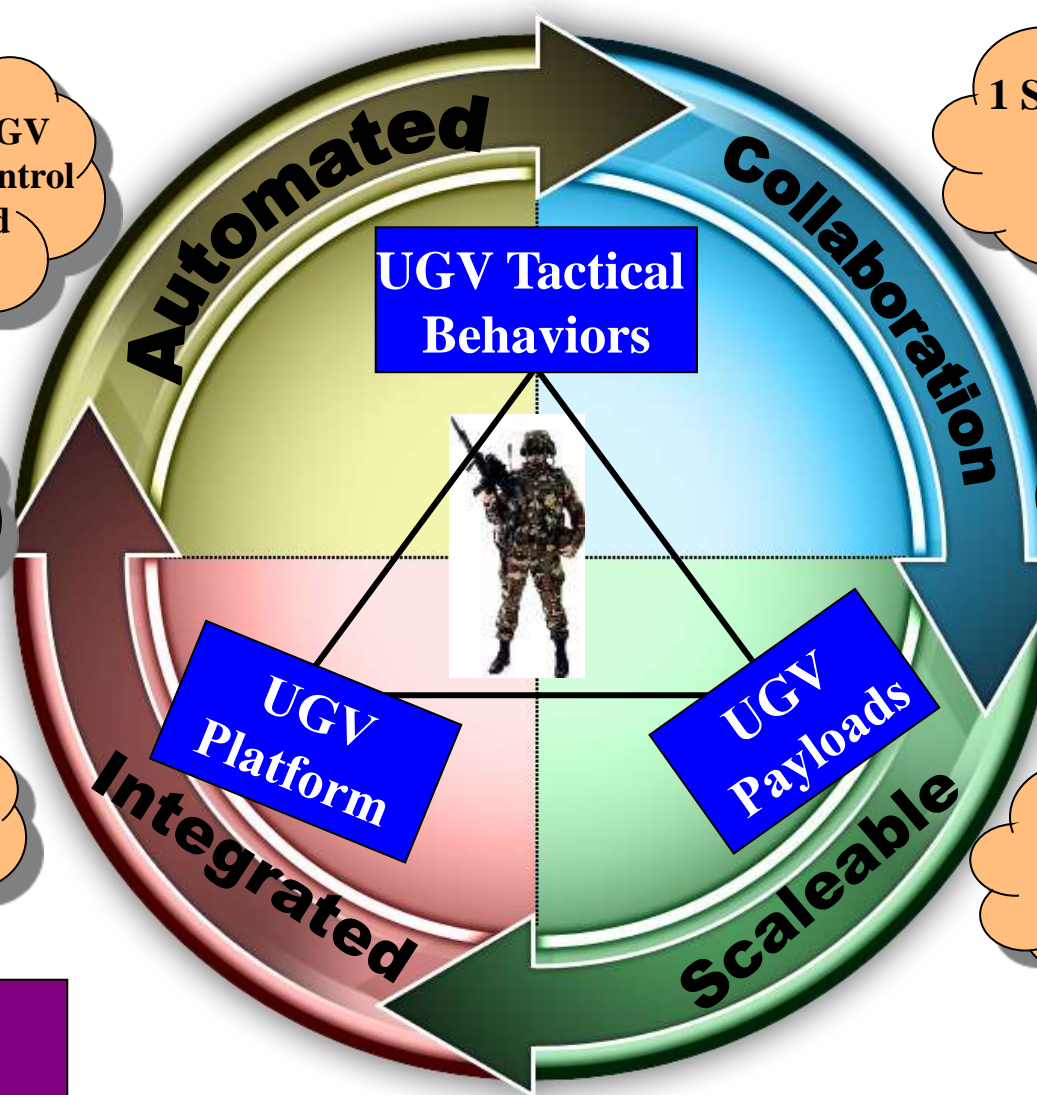 GV
ntrol
d
1 S
Automated
Collaboration
UGV Tactical
Behaviors
UGV
Platform
UGV
Payloads
Integrated
Scaleable